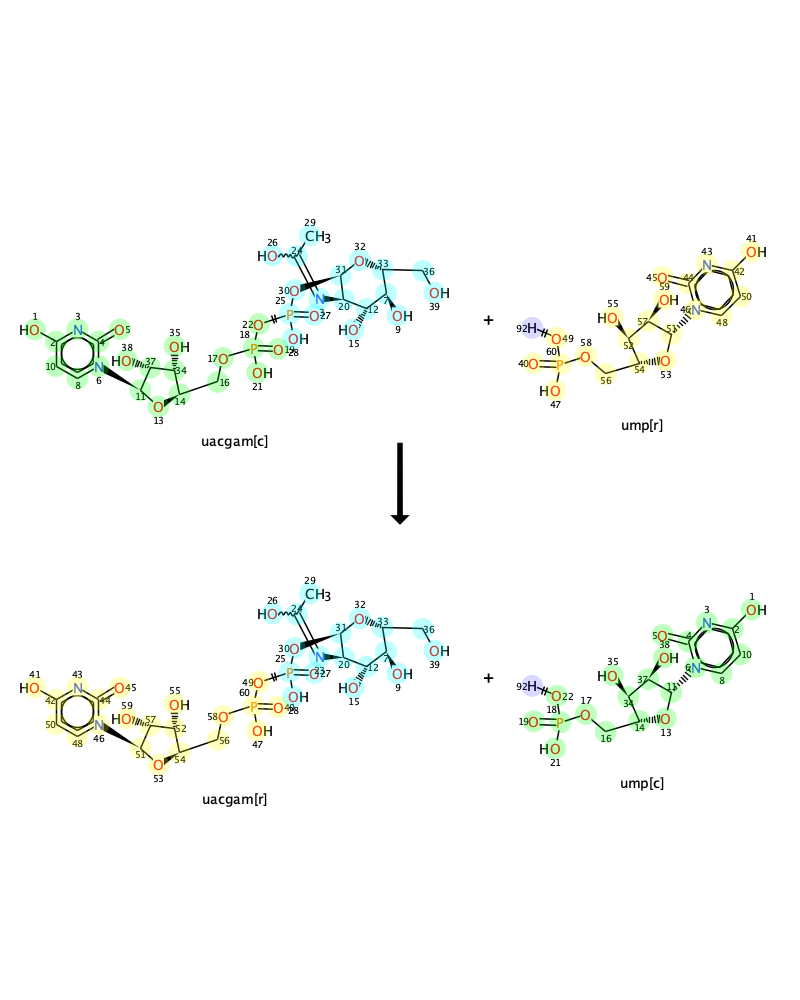 29
26 24 CH3 32
HO 31 O 33 36
30 O N 20 12 OH
25 39
22 O P O 27 HO OH
18 15 9
1 3 35 OH
HO N O 5 38 28
2 4 HO 37 OH 17 O P O 19
10 N 34 OH
8 6 11 14 16 21
O
13
uacgam[c]
+
41
43 OH
45 O 44 N 42
59 50
55 OH 46 N
HO 57 48
92 H O 49 52 51
60 58
40 O P O 54 O
HO 56 53
47
ump[r]
29
26 24 CH3 32
HO 31 O 33 36
30 O N 20 12 OH
25 39
49 O P O 27 HO OH
60 15 9
41 43 55 OH
HO N O 45 59 28
42 44 HO 57 OH 58 O P O
50 N 52 OH
48 46 51 54 56 47
O
53
uacgam[r]
+
1
3 OH
5 O 4 N 2
38 10
35 OH N
HO 37 8
92 H O 22 34 11
18 17
19 O P O 14 O
HO 16 13
21
ump[c]